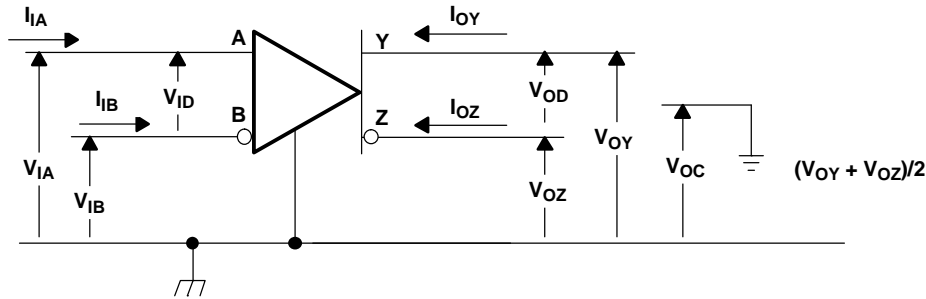 I_IA
I_OY
A
Y
I_IB
V_ID
B
V_OD
I_OZ
Z
V_OY
V_IA
V_IB
V_OZ
V_OC
(V_OY + V_OZ)/2